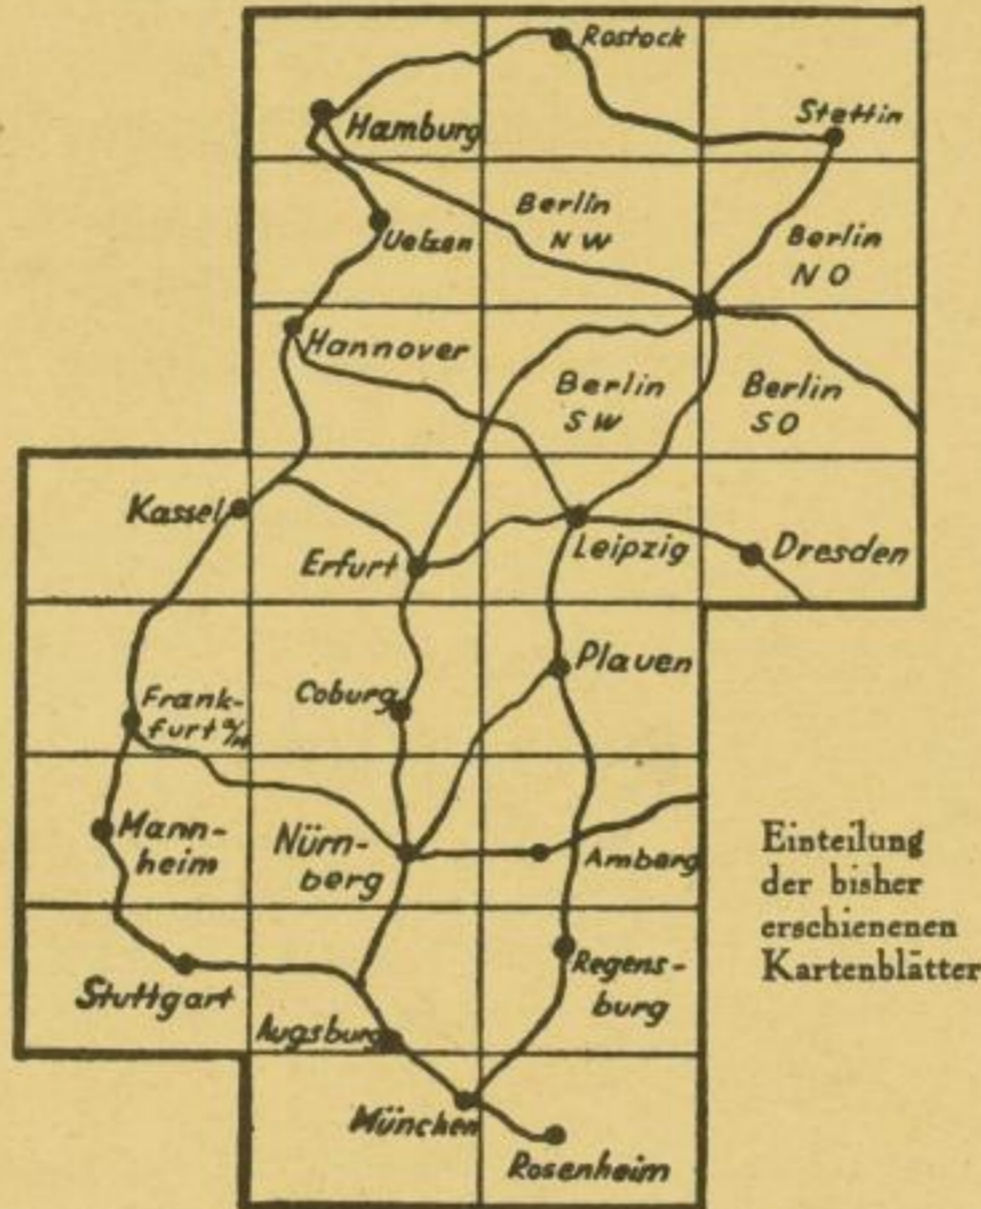 Rostock
Stettin
Hamburg
Berlin
NW
Uelzen
Berlin
NO
Hannover
Berlin
SW
Berlin
SO
Kassel
Erfurt
Leipzig
Dresden
Plauen
Coburg
Frank-
furt a/M
Mann-
heim
Nürn-
berg
Amberg
Einteilung
der bisher
erschienenen
Kartenblätter
Stuttgart
Regens-
burg
Augsburg
München
Rosenheim